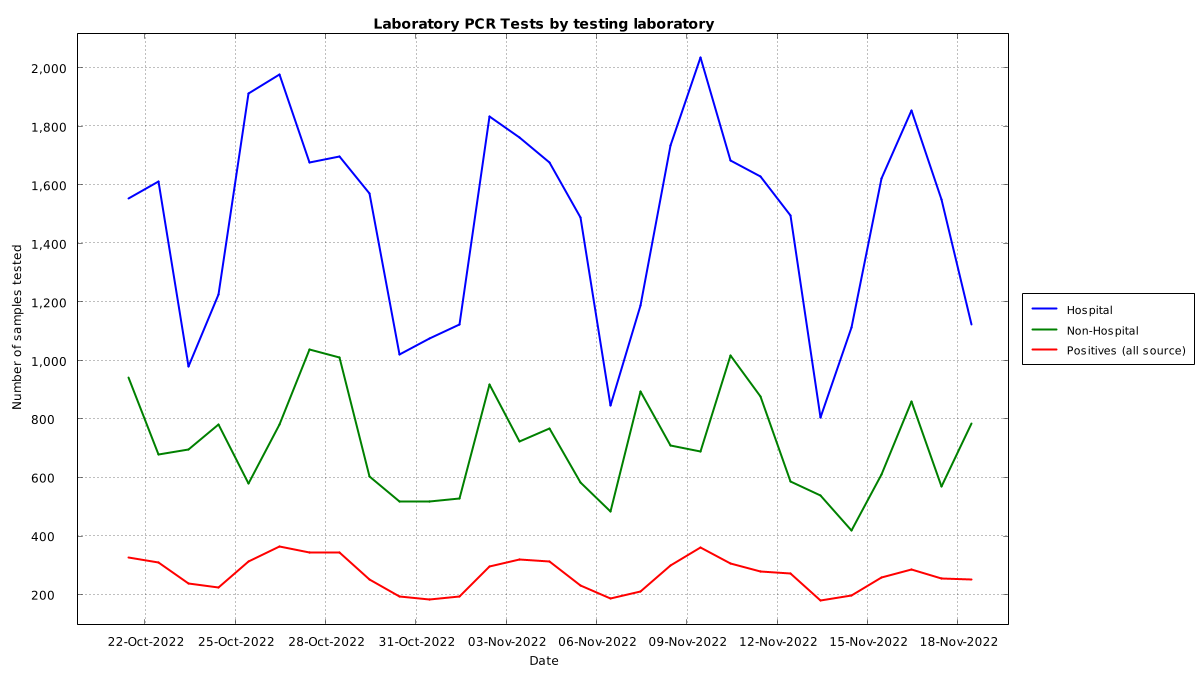 Laboratory PCR Tests by testing laboratory
Number of samples tested
2,000
1,800
1,600
1,400
1,200
1,000
800
600
400
200
22-Oct-2022 25-Oct-2022 28-Oct-2022 31-Oct-2022 03-Nov-2022 06-Nov-2022 09-Nov-2022 12-Nov-2022 15-Nov-2022 18-Nov-2022
Date
Hospital
Non-Hospital
Positives (all source)